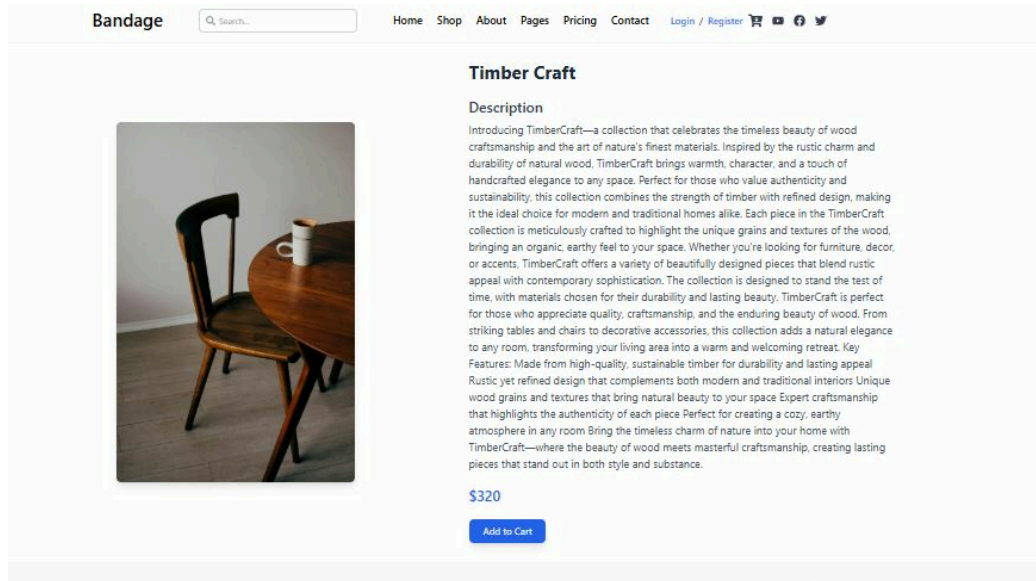 Bandage
Search...
Home Shop About Pages Pricing Contact Login / Register
Timber Craft
Description
Introducing TimberCraft—a collection that celebrates the timeless beauty of wood
craftsmanship and the art of nature's finest materials. Inspired by the rustic charm and
durability of natural wood, TimberCraft brings warmth, character, and a touch of
handcrafted elegance to any space. Perfect for those who value authenticity and
sustainability, this collection combines the strength of timber with refined design, making
it the ideal choice for modern and traditional homes alike. Each piece in the TimberCraft
collection is meticulously crafted to highlight the unique grains and textures of the wood,
bringing an organic, earthy feel to your space. Whether you're looking for furniture, decor,
or accents, TimberCraft offers a variety of beautifully designed pieces that blend rustic
appeal with contemporary sophistication. The collection is designed to stand the test of
time, with materials chosen for their durability and lasting beauty. TimberCraft is perfect
for those who appreciate quality, craftsmanship, and the enduring beauty of wood. From
striking tables and chairs to decorative accessories, this collection adds a natural elegance
to any room, transforming your living area into a warm and welcoming retreat. Key
Features: Made from high-quality, sustainable timber for durability and lasting appeal
Rustic yet refined design that complements both modern and traditional interiors Unique
wood grains and textures that bring natural beauty to your space Expert craftsmanship
that highlights the authenticity of each piece Perfect for creating a cozy, earthy
atmosphere in any room Bring the timeless charm of nature into your home with
TimberCraft—where the beauty of wood meets masterful craftsmanship, creating lasting
pieces that stand out in both style and substance.
$320
Add to Cart